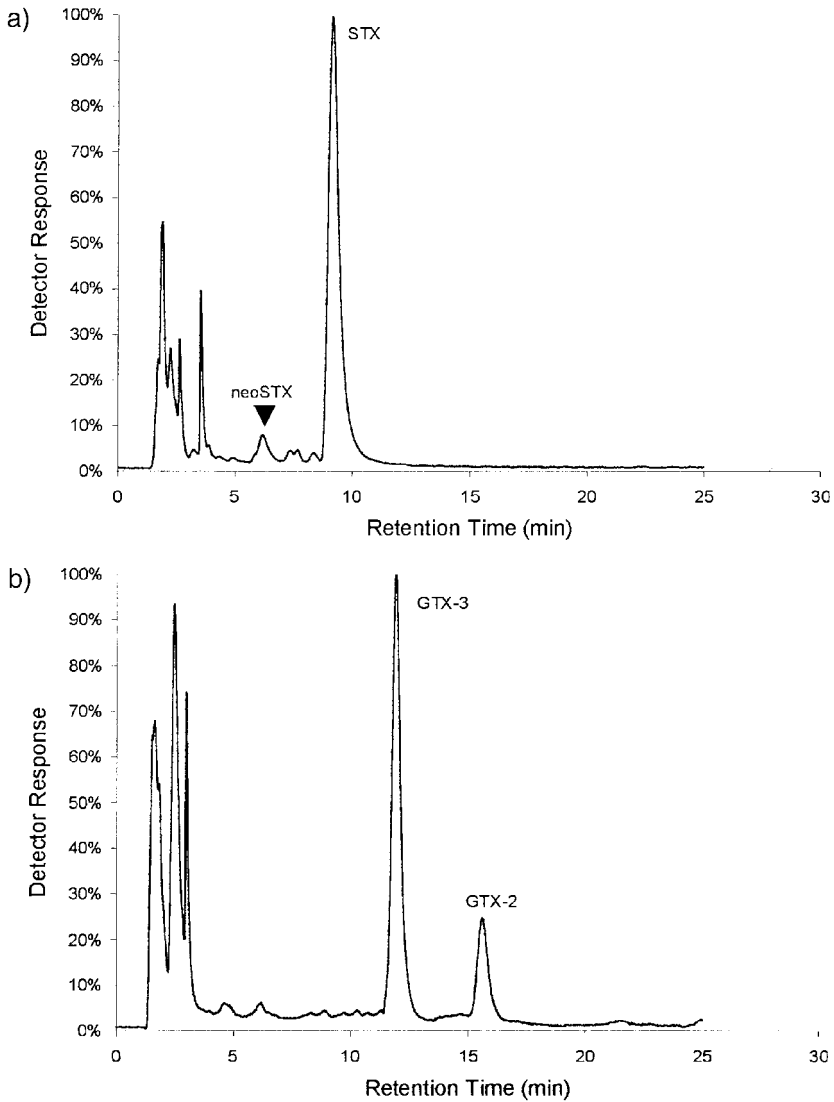 a)
100%
STX
90%
80%
70%
60%
50%
40%
30%
20%
neoSTX
10%
0%
0 5 10 15 20 25 30
Detector Response
Retention Time (min)
b)
100%
GTX-3
90%
80%
70%
60%
50%
40%
30%
GTX-2
20%
10%
0%
0 5 10 15 20 25 30
Detector Response
Retention Time (min)